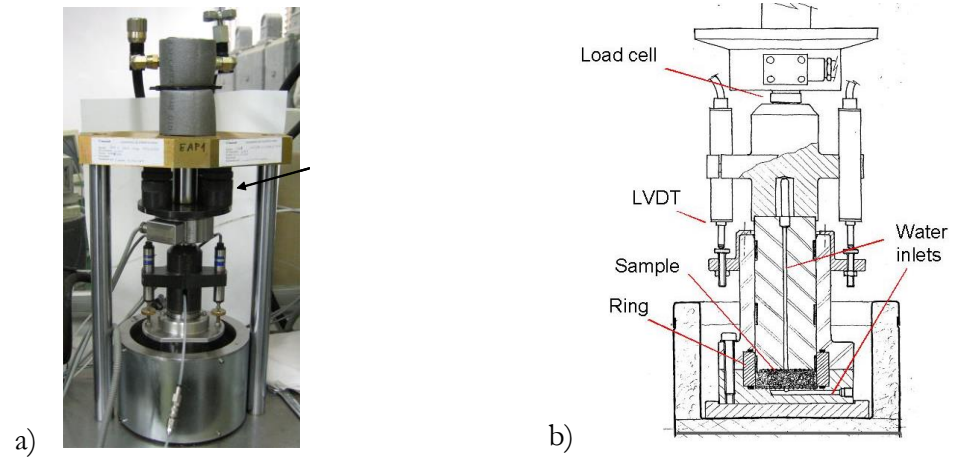 EAP1
a)
Load cell
LVDT
Water
inlets
Sample
Ring
b)